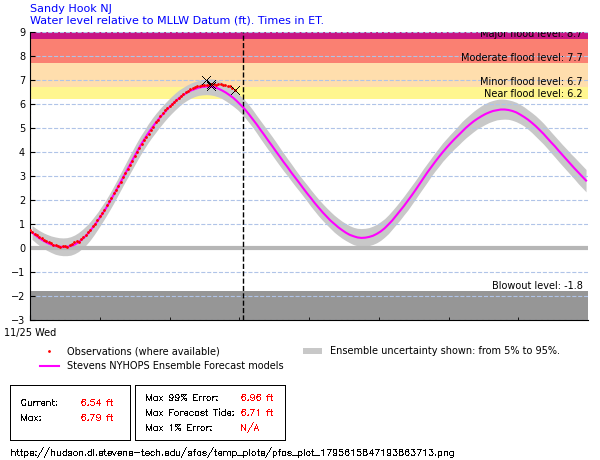 Sandy Hook NJ
Water level relative to MLLW Datum (ft). Times in ET.
9
Major flood level: 8.7
8
Moderate flood level: 7.7
7
Minor flood level: 6.7
Near flood level: 6.2
6
5
4
3
2
1
0
−1
Blowout level: -1.8
−2
−3
11/25 Wed
Observations (where available)
Stevens NYHOPS Ensemble Forecast models
Ensemble uncertainty shown: from 5% to 95%.
Current: 6.54 ft
Max: 6.79 ft
Max 99% Error: 6.96 ft
Max Forecast Tide: 6.71 ft
Max 1% Error: N/A
https://hudson.dl.stevens-tech.edu/sfas/temp_plots/pfas_plot_1795615847193863713.png